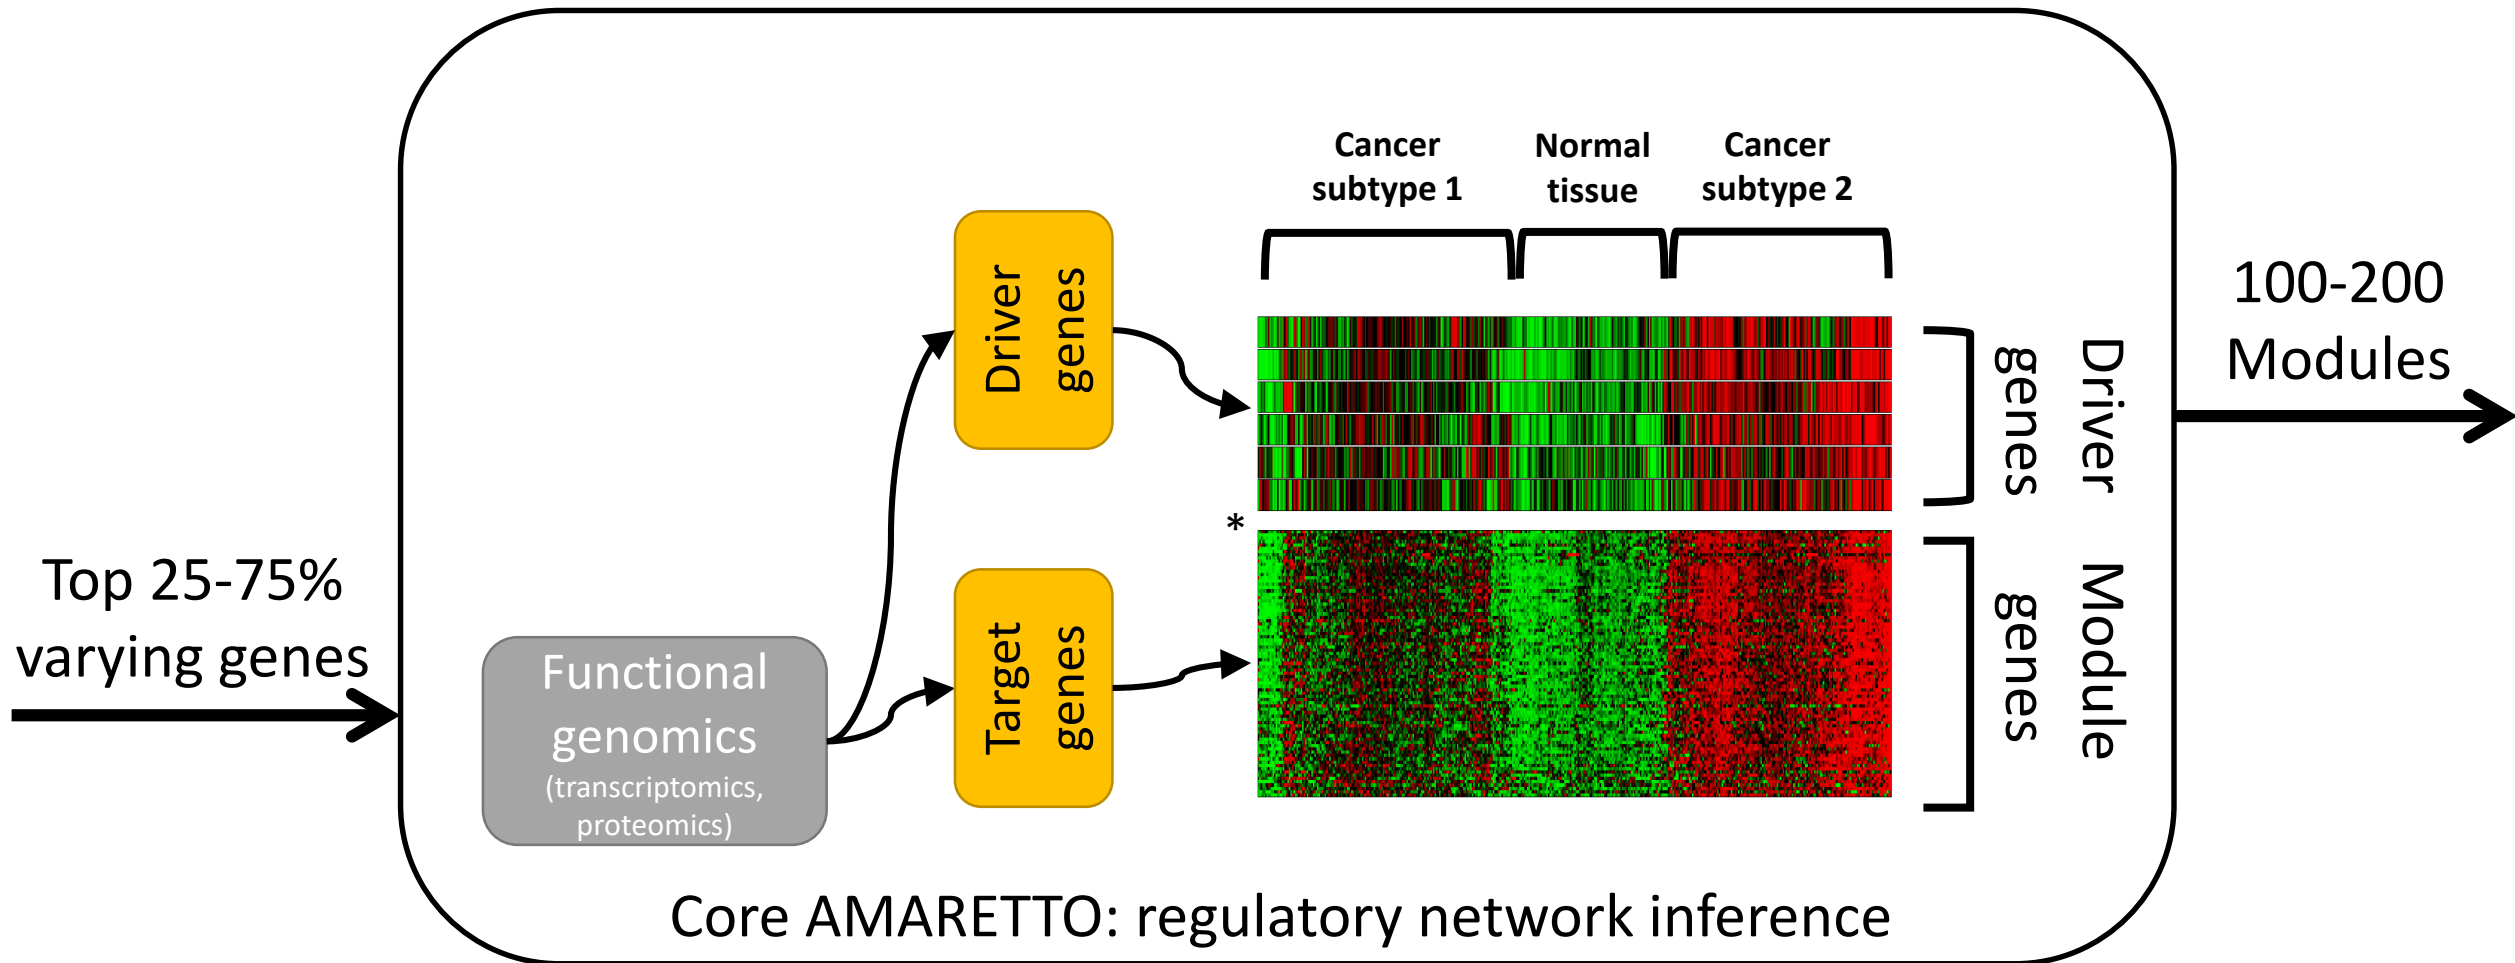 Top 25-75%
varying genes
Functional
genomics
(transcriptomics,
proteomics)
Driver
genes
Target
genes
Cancer
subtype 1
Normal
tissue
Cancer
subtype 2
*
Driver
genes
Module
genes
100-200
Modules
Core AMARETTO: regulatory network inference